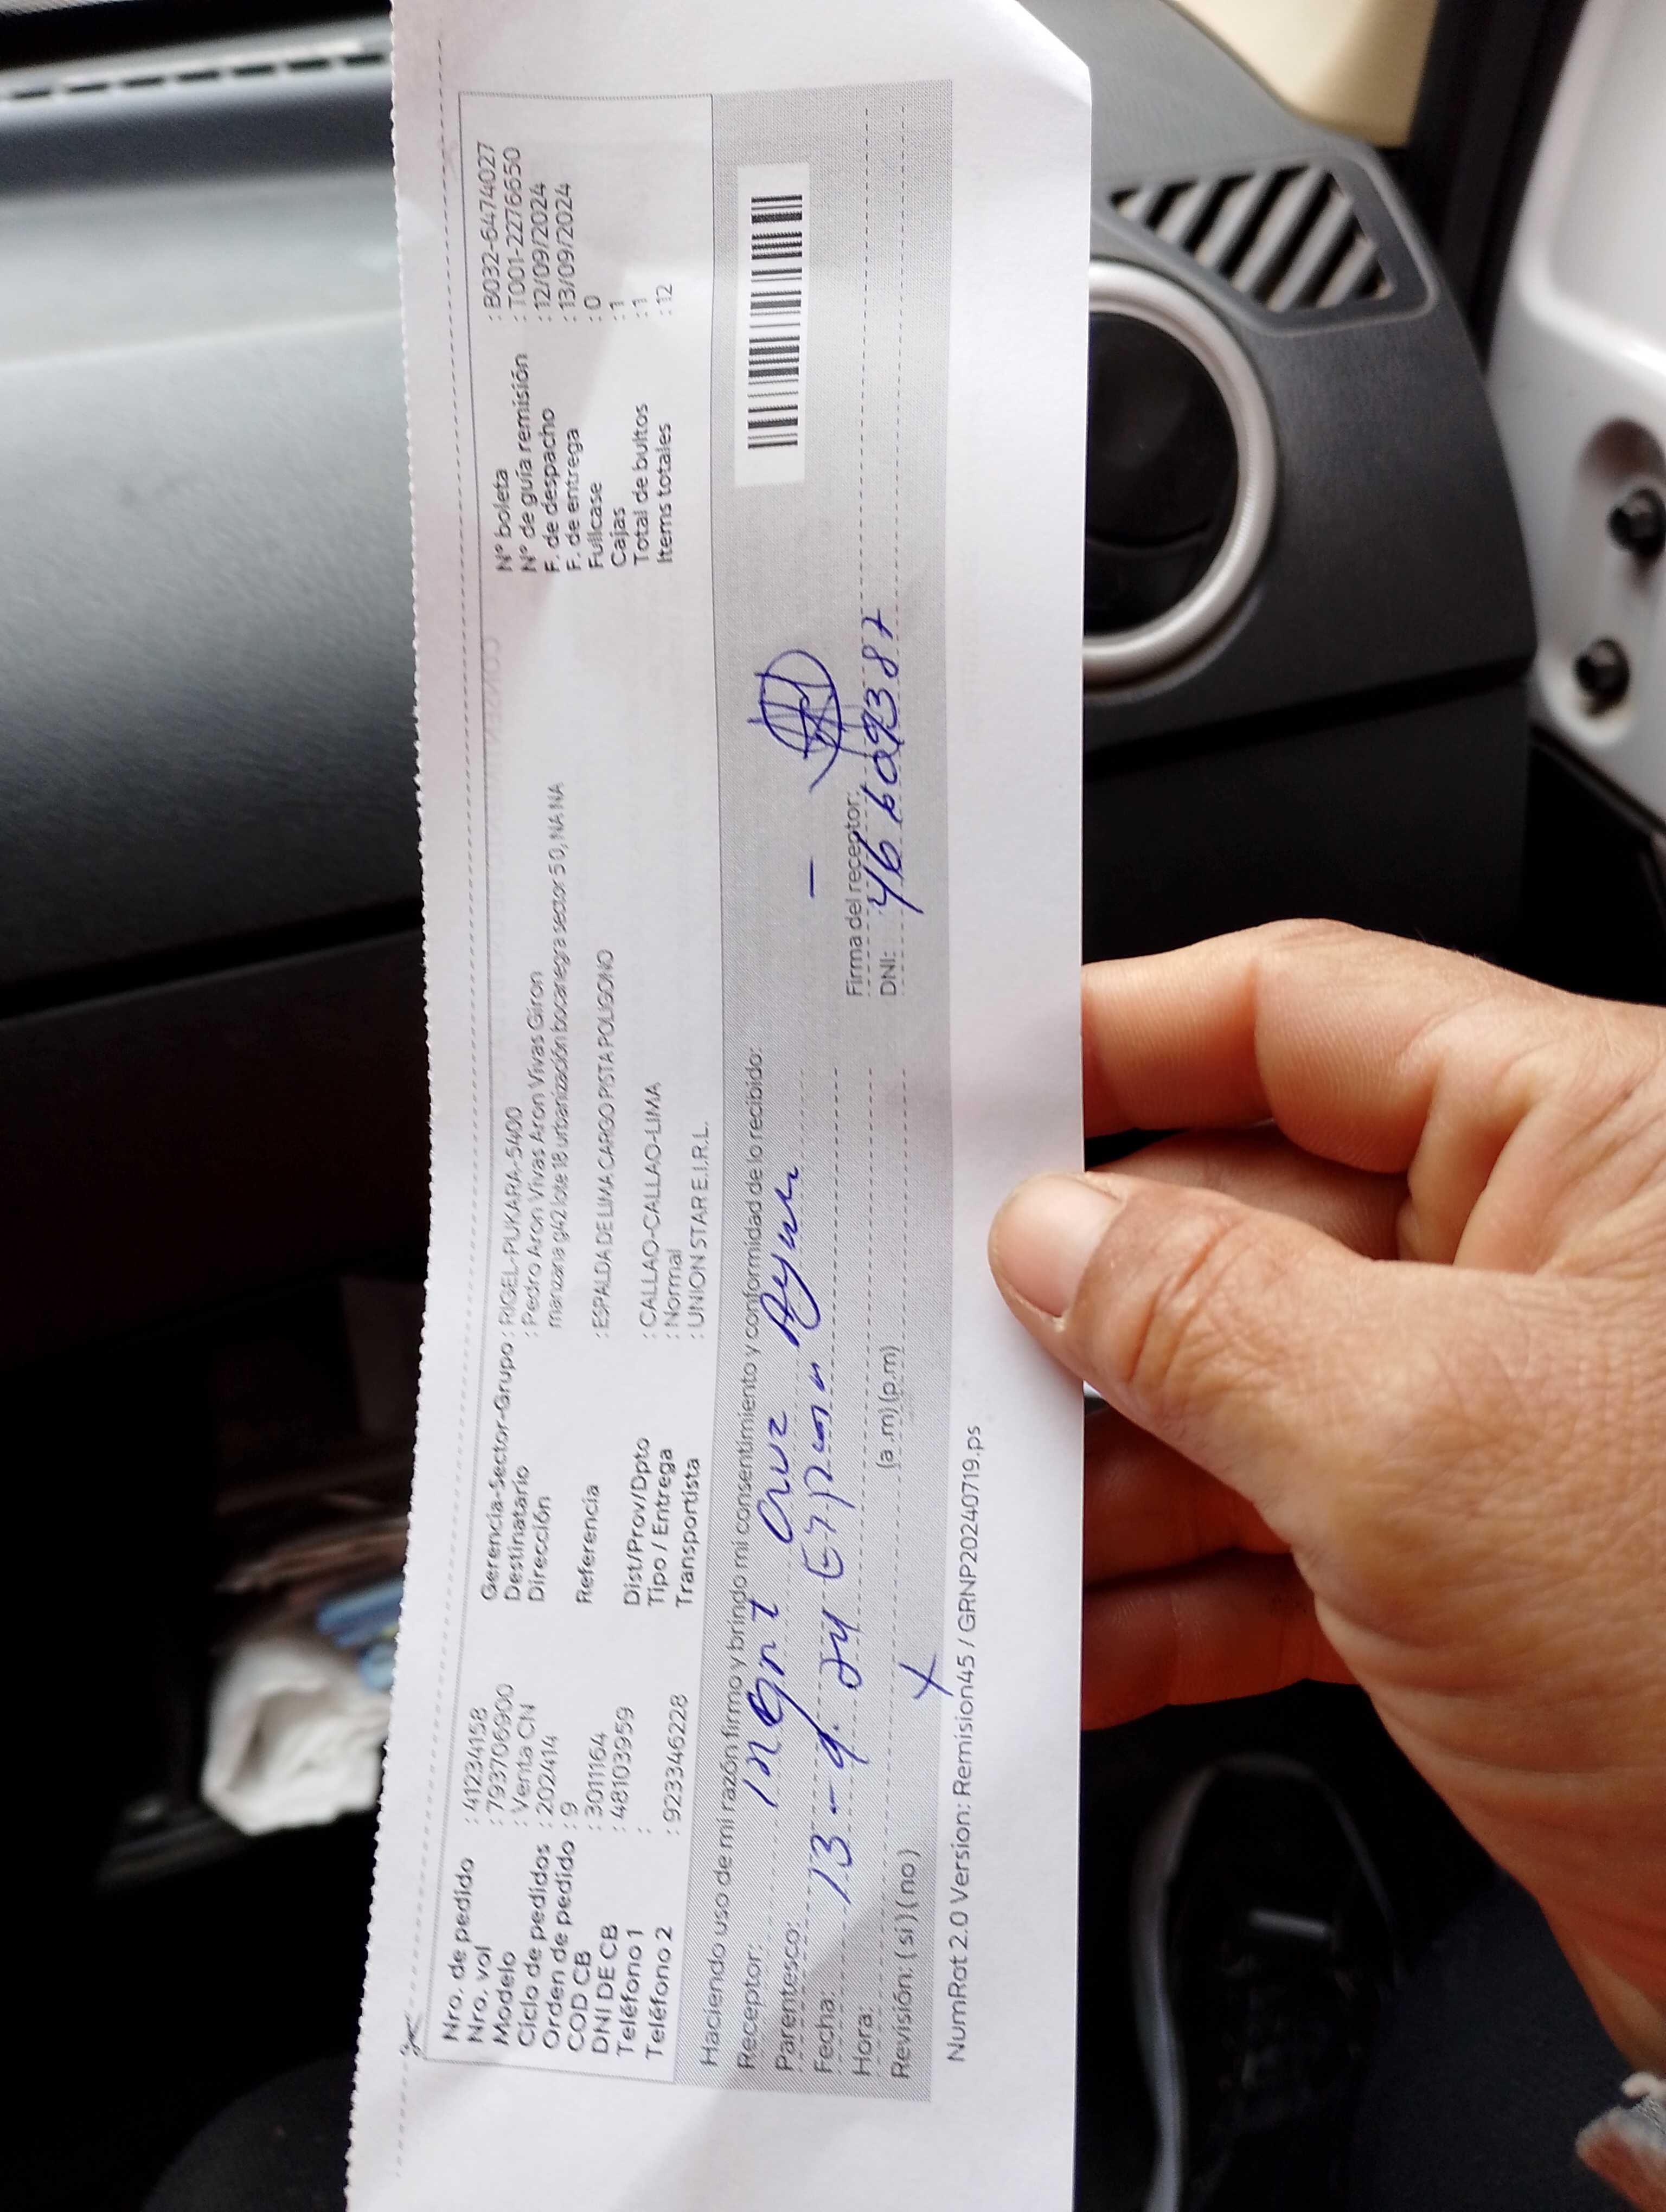 Nro. de pedido : 41234158
Nro. vol : 793706900
Modelo : Venta CN
Ciclo de pedidos : 202414
Orden de pedido : 9
COD CB : 3011164
DNI DE CB : 48103959
Teléfono 1 :
Teléfono 2 : 923346228
Gerencia-Sector-Grupo : RIGEL-PUKARA-5400
Destinatario : Pedro Aron Vivas Aron Vivas Giron
Dirección manzana g42 lote 18 urbanización bocanegra sector 5 0, NA NA
Referencia : ESPALDA DE LIMA CARGO PISTA POLIGONO
Dist/Prov/Dpto : CALLAO-CALLAO-LIMA
Tipo / Entrega : Normal
Transportista : UNION STAR E.I.R.L.
N° boleta : B032-6474027
N° de guía remisión : T001-22276650
F. de despacho : 12/09/2024
F. de entrega : 13/09/2024
Fullcase : 0
Cajas : 1
Total de bultos : 1
Items totales : 12
Haciendo uso de mi razón firmo y brindo mi consentimiento y conformidad de lo recibido:
Receptor: Cruz
Parentesco:
Fecha: 13-9. 24
Hora: (a .m) (p.m)
Revisión: ( si ) ( no ) X
Firma del receptor:
DNI:
NumRot 2.0 Version: Remision45 / GRNP20240719.ps